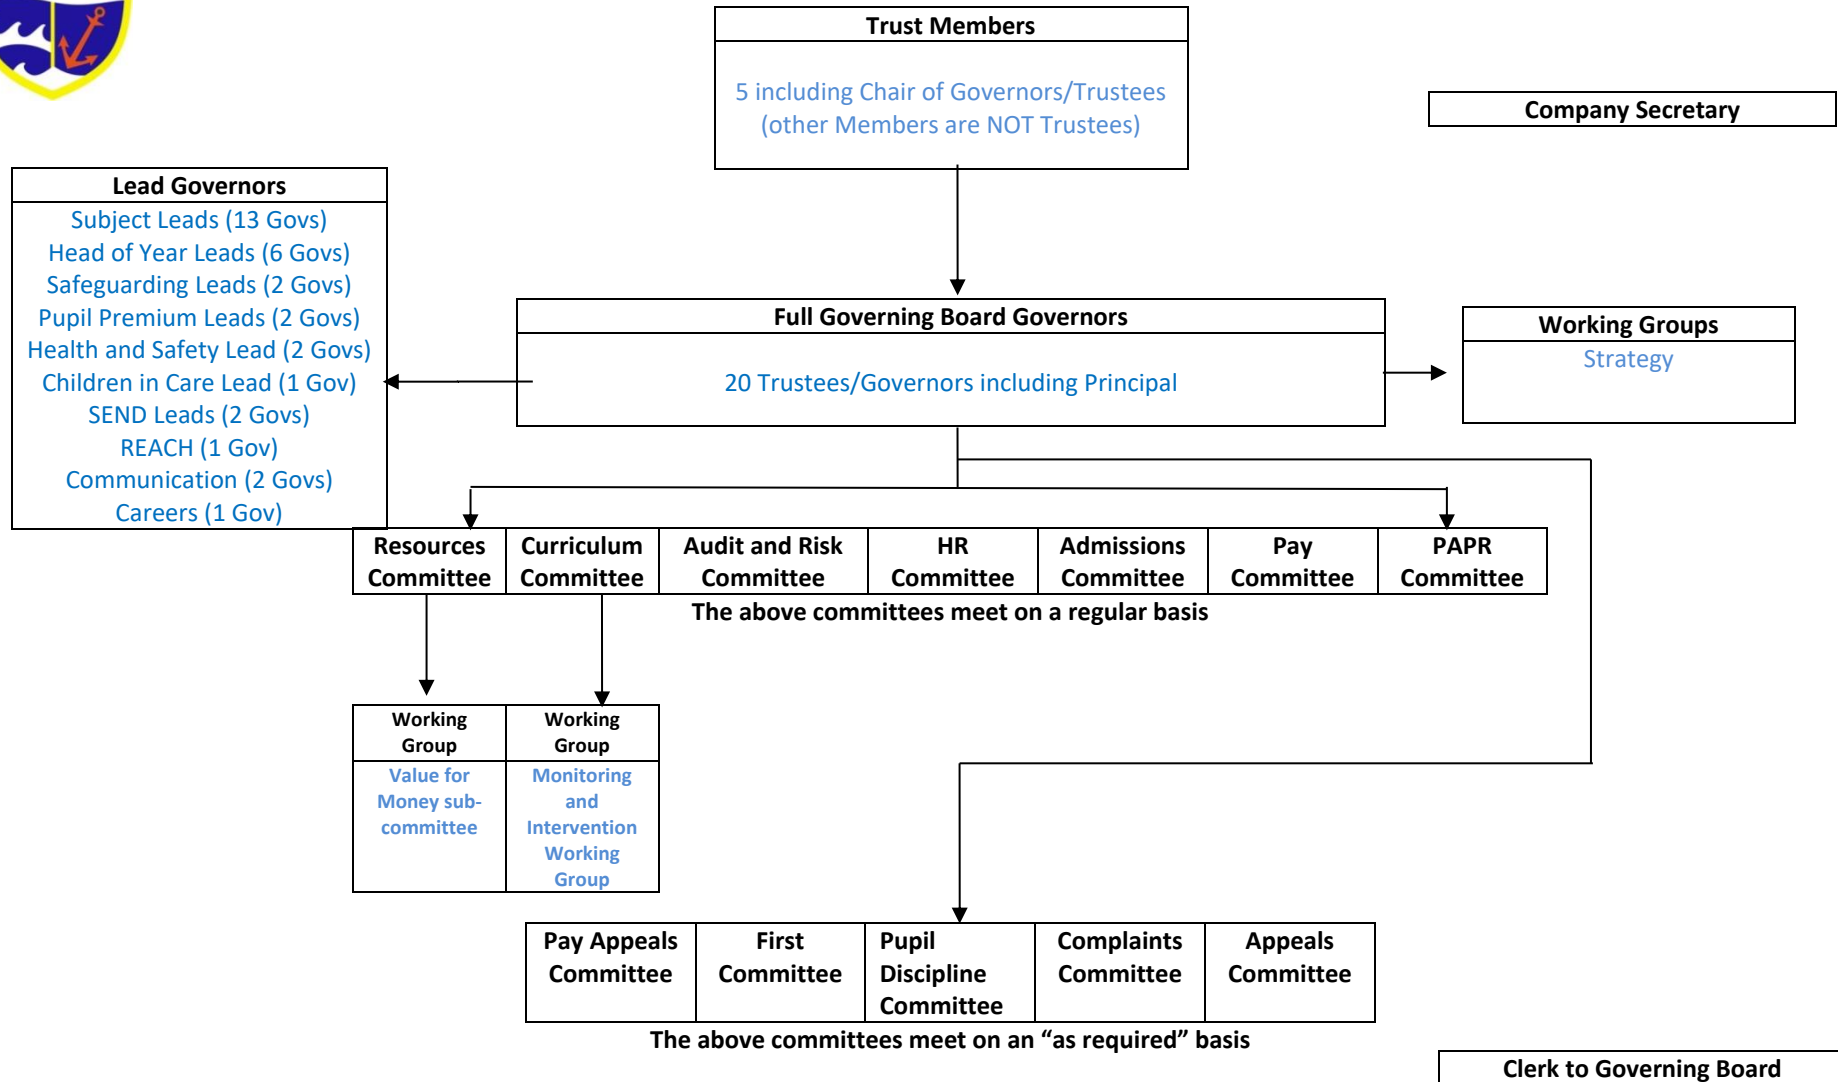 Trust Members
5 including Chair of Governors/Trustees
(other Members are NOT Trustees)
Company Secretary
Lead Governors
Subject Leads (13 Govs)
Head of Year Leads (6 Govs)
Safeguarding Leads (2 Govs)
Pupil Premium Leads (2 Govs)
Health and Safety Lead (2 Govs)
Children in Care Lead (1 Gov)
SEND Leads (2 Govs)
REACH (1 Gov)
Communication (2 Govs)
Careers (1 Gov)
Full Governing Board Governors
20 Trustees/Governors including Principal
Working Groups
Strategy
Resources
Committee
Curriculum
Committee
Audit and Risk
Committee
HR
Committee
Admissions
Committee
Pay
Committee
PAPR
Committee
The above committees meet on a regular basis
Working
Group
Value for
Money sub-
committee
Working
Group
Monitoring
and
Intervention
Working
Group
Pay Appeals
Committee
First
Committee
Pupil
Discipline
Committee
Complaints
Committee
Appeals
Committee
The above committees meet on an “as required” basis
Clerk to Governing Board